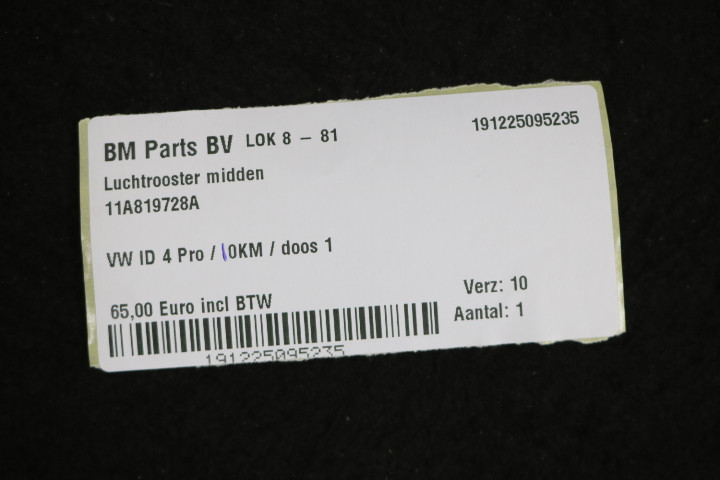 BM Parts BV LOK 8 – 81 191225095235
Luchtrooster midden
11A819728A
VW ID 4 Pro / 10KM / doos 1
65,00 Euro incl BTW Verz: 10
Aantal: 1
191225095235